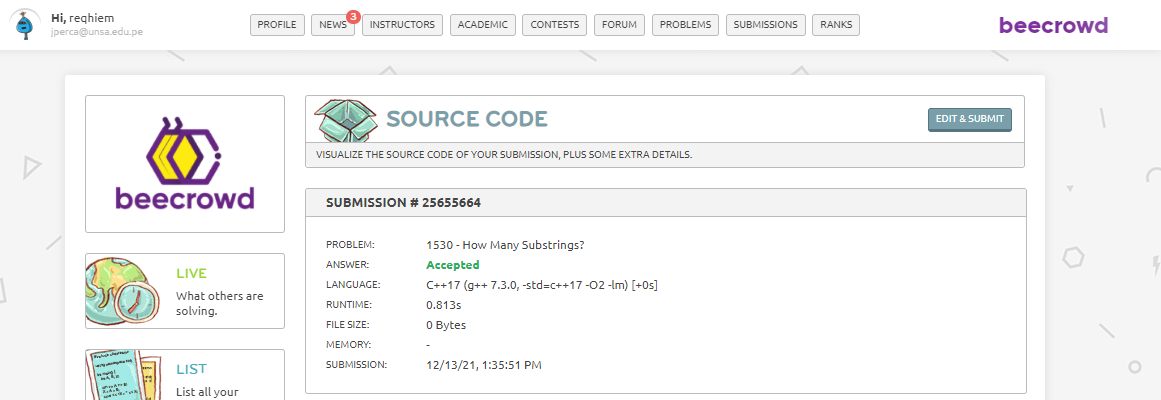 Hi, reqhiem
jperca@unsa.edu.pe
PROFILE NEWS 3 INSTRUCTORS ACADEMIC CONTESTS FORUM PROBLEMS SUBMISSIONS RANKS
beecrowd
beecrowd
SOURCE CODE
EDIT & SUBMIT
VISUALIZE THE SOURCE CODE OF YOUR SUBMISSION, PLUS SOME EXTRA DETAILS.
SUBMISSION # 25655664
PROBLEM: 1530 - How Many Substrings?
ANSWER: Accepted
LANGUAGE: C++17 (g++ 7.3.0, -std=c++17 -O2 -lm) [+0s]
RUNTIME: 0.813s
FILE SIZE: 0 Bytes
MEMORY: -
SUBMISSION: 12/13/21, 1:35:51 PM
LIVE
What others are
solving.
LIST
List all your